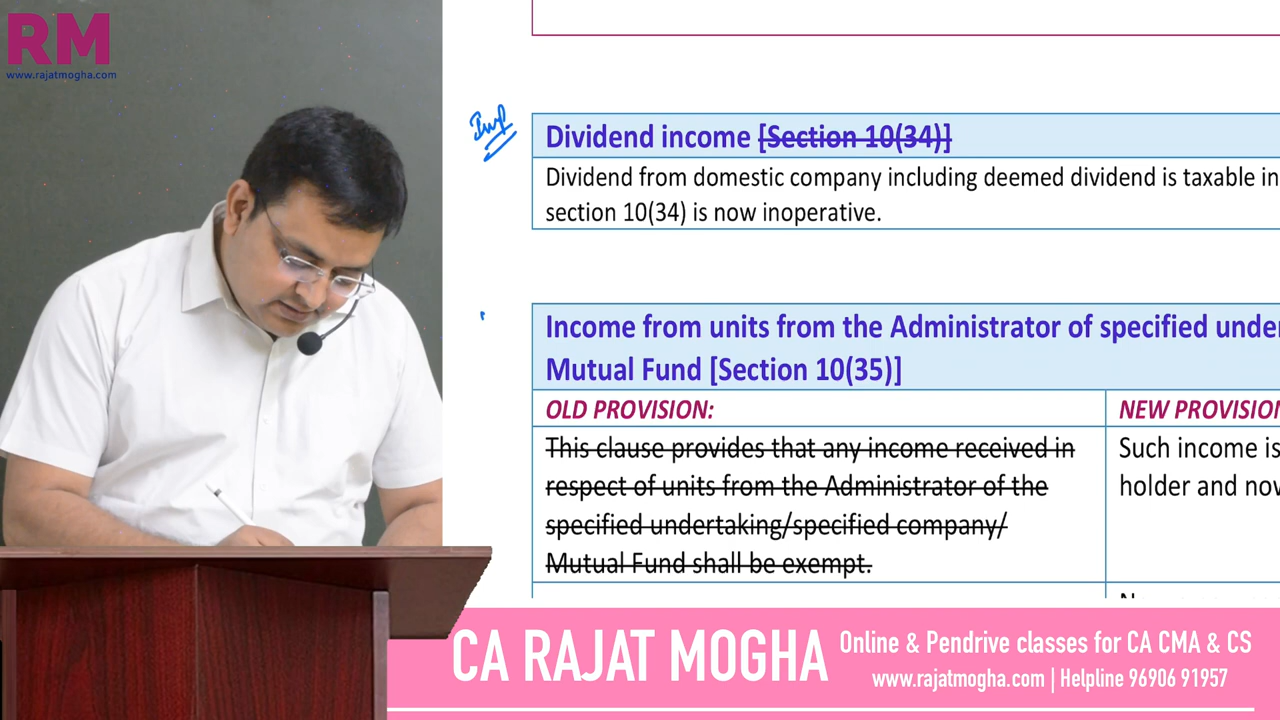 RM
www.rajatmogha.com
Imp
Dividend income [Section 10(34)]
Dividend from domestic company including deemed dividend is taxable in
section 10(34) is now inoperative.
Income from units from the Administrator of specified under
Mutual Fund [Section 10(35)]
OLD PROVISION:
NEW PROVISION
This clause provides that any income received in
respect of units from the Administrator of the
specified undertaking/specified company/
Mutual Fund shall be exempt.
Such income is
holder and nov
CA RAJAT MOGHA
Online & Pendrive classes for CA CMA & CS
www.rajatmogha.com | Helpline 96906 91957